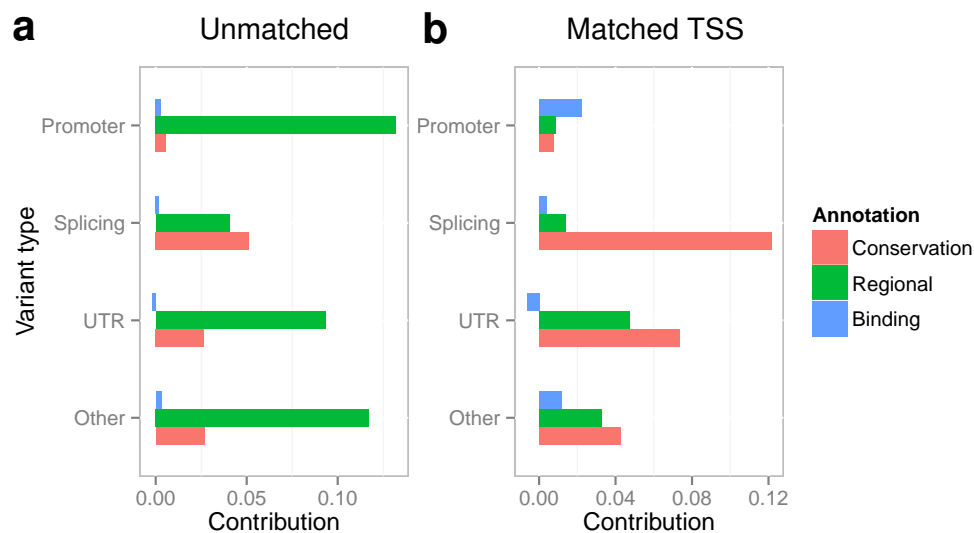 a
Unmatched
Variant type
Promoter
Splicing
UTR
Other
0.00
0.05
0.10
Contribution
b
Matched TSS
Promoter
Splicing
UTR
Other
0.00
0.04
0.08
0.12
Contribution
Annotation
Conservation
Regional
Binding